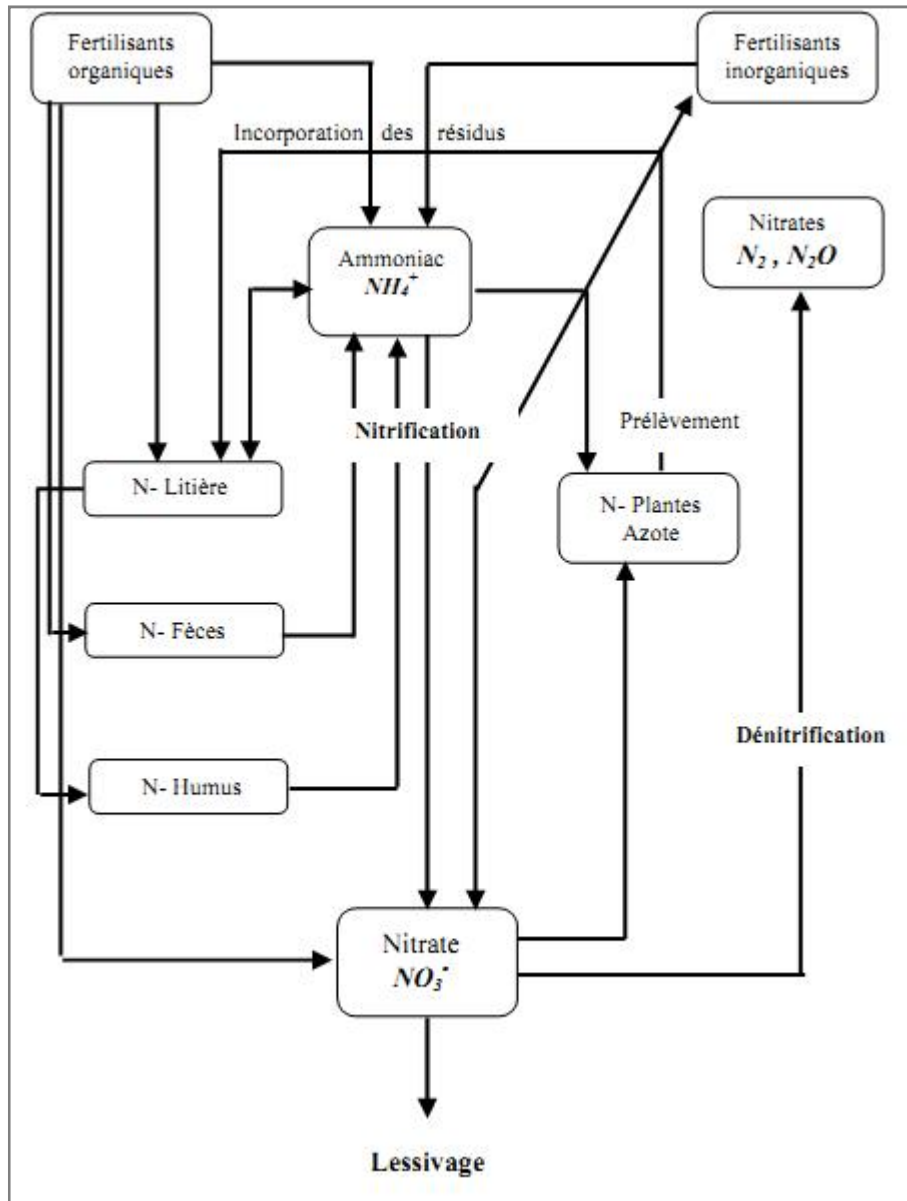 Fertilisants
organiques
Fertilisants
inorganiques
Incorporation des résidus
Nitrates
N₂ , N₂O
Ammoniac
NH₄⁺
Nitrification
Prélèvement
N- Litière
N- Plantes
Azote
N- Fèces
Dénitrification
N- Humus
Nitrate
NO₃⁻
Lessivage